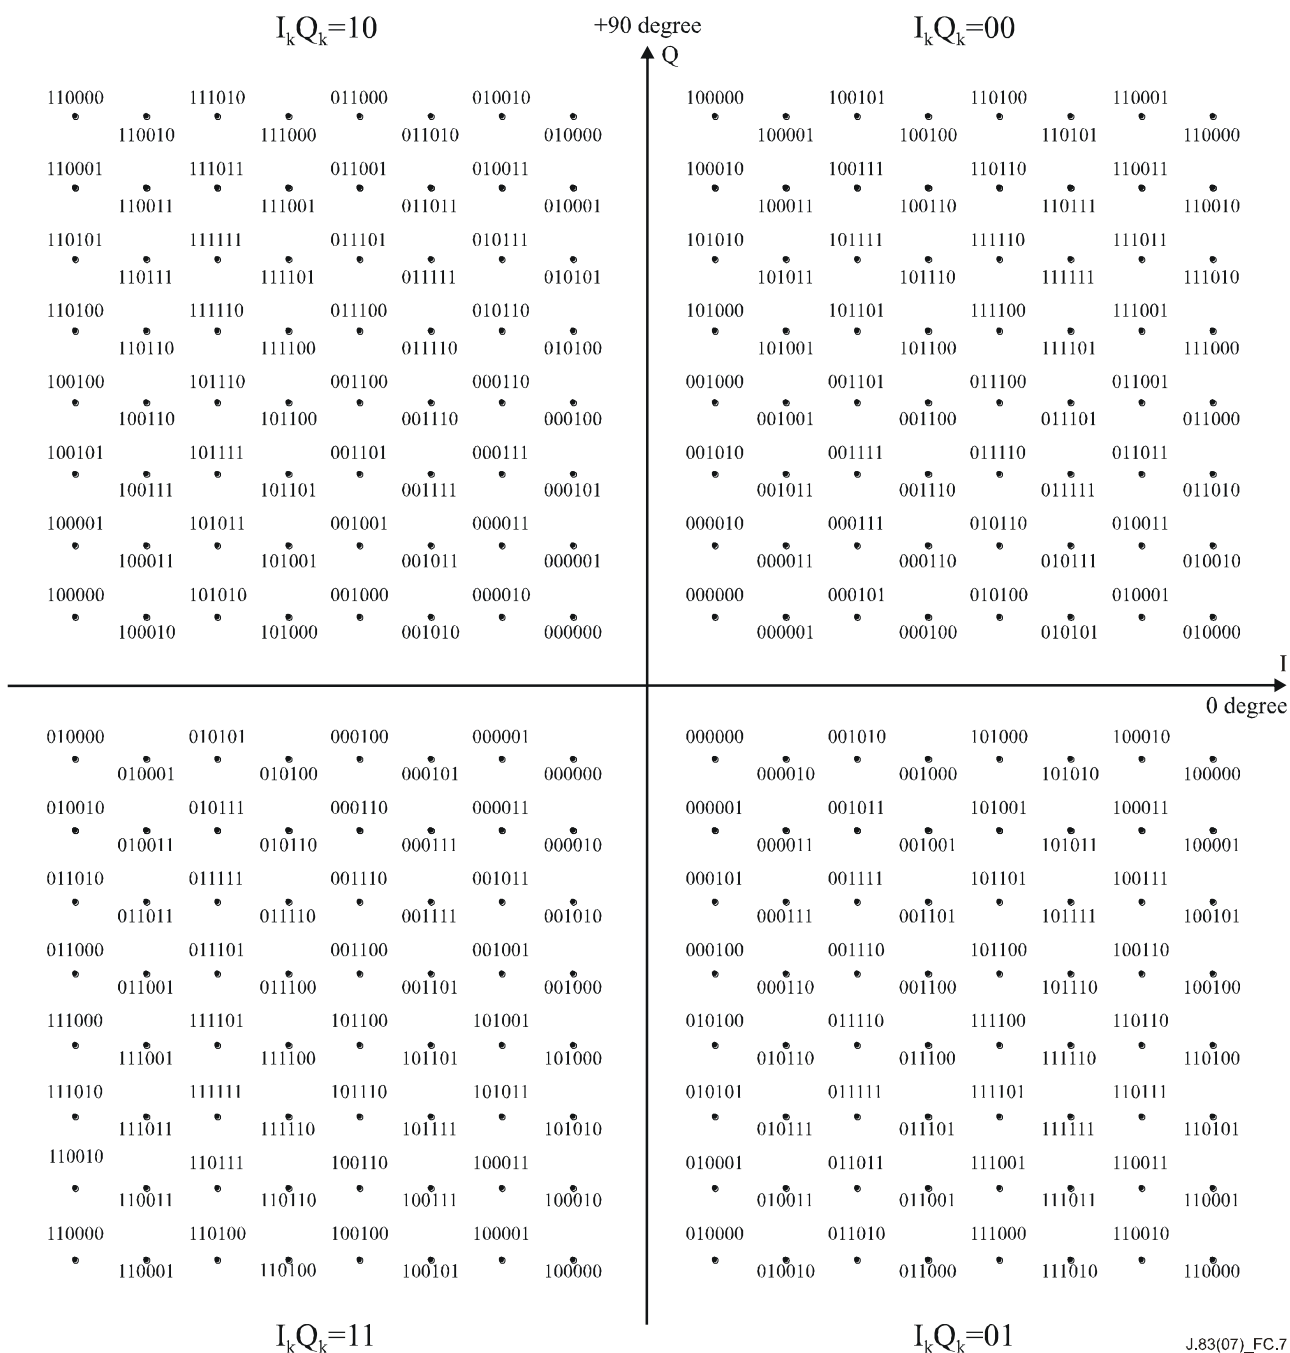 IkQk=10 +90 degree IkQk=00
Q
110000 111010 011000 010010 100000 100101 110100 110001
110010 111000 011010 010000 100001 100100 110101 110000
110001 111011 011001 010011 100010 100111 110110 110011
110011 111001 011011 010001 100011 100110 110111 110010
110101 111111 011101 010111 101010 101111 111110 111011
110111 111101 011111 010101 101011 101110 111111 111010
110100 111110 011100 010110 101000 101101 111100 111001
110110 111100 011110 010100 101001 101100 111101 111000
100100 101110 001100 000110 001000 001101 011100 011001
100110 101100 001110 000100 001001 001100 011101 011000
100101 101111 001101 000111 001010 001111 011110 011011
100111 101101 001111 000101 001011 001110 011111 011010
100001 101011 001001 000011 000010 000111 010110 010011
100011 101001 001011 000001 000011 000110 010111 010010
100000 101010 001000 000010 000000 000101 010100 010001
100010 101000 001010 000000 000001 000100 010101 010000
I
0 degree
010000 010101 000100 000001 000000 001010 101000 100010
010001 010100 000101 000000 000010 001000 101010 100000
010010 010111 000110 000011 000001 001011 101001 100011
010011 010110 000111 000010 000011 001001 101011 100001
011010 011111 001110 001011 000101 001111 101101 100111
011011 011110 001111 001010 000111 001101 101111 100101
011000 011101 001100 001001 000100 001110 101100 100110
011001 011100 001101 001000 000110 001100 101110 100100
111000 111101 101100 101001 010100 011110 111100 110110
111001 111100 101101 101000 010110 011100 111110 110100
111010 111111 101110 101011 010101 011111 111101 110111
111011 111110 101111 101010 010111 011101 111111 110101
110010 110111 100110 100011 010001 011011 111001 110011
110011 110110 100111 100010 010011 011001 111011 110001
110000 110100 100100 100001 010000 011010 111000 110010
110001 110100 100101 100000 010010 011000 111010 110000
IkQk=11 IkQk=01
J.83(07)_FC.7